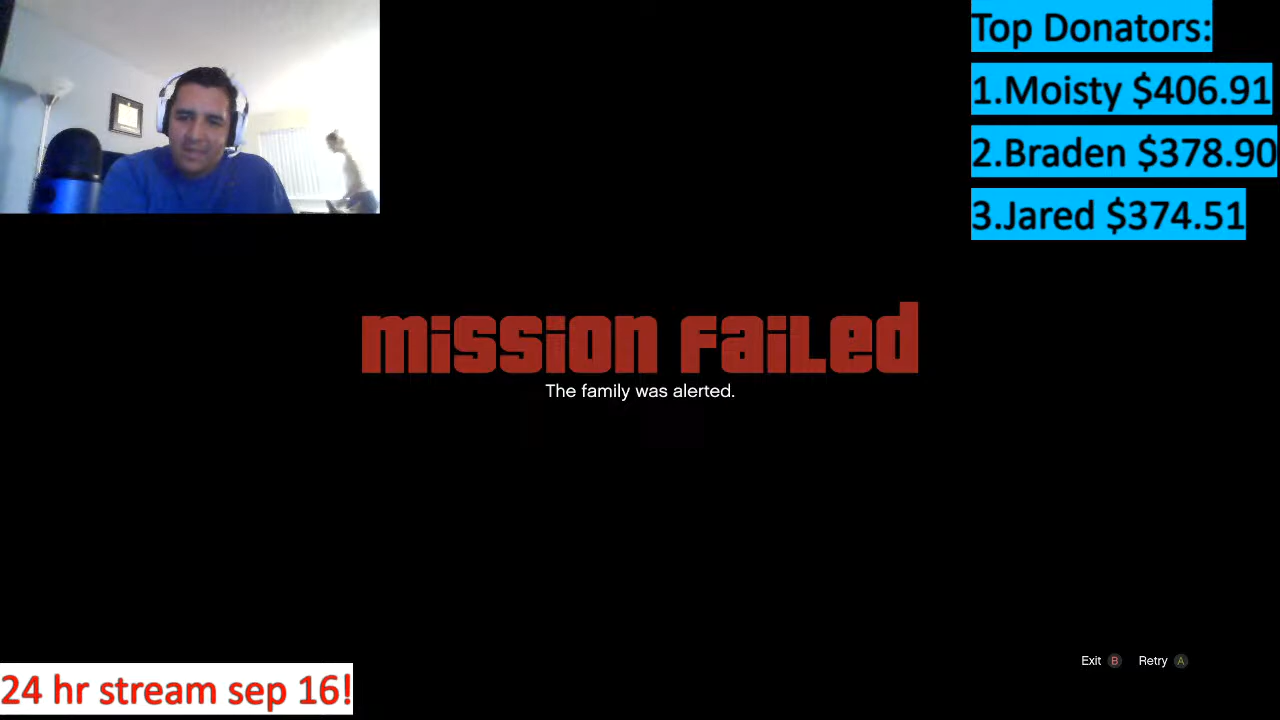 Top Donators:
1.Moisty $406.91
2.Braden $378.90
3.Jared $374.51
mission failed
The family was alerted.
Exit B Retry A
24 hr stream sep 16!